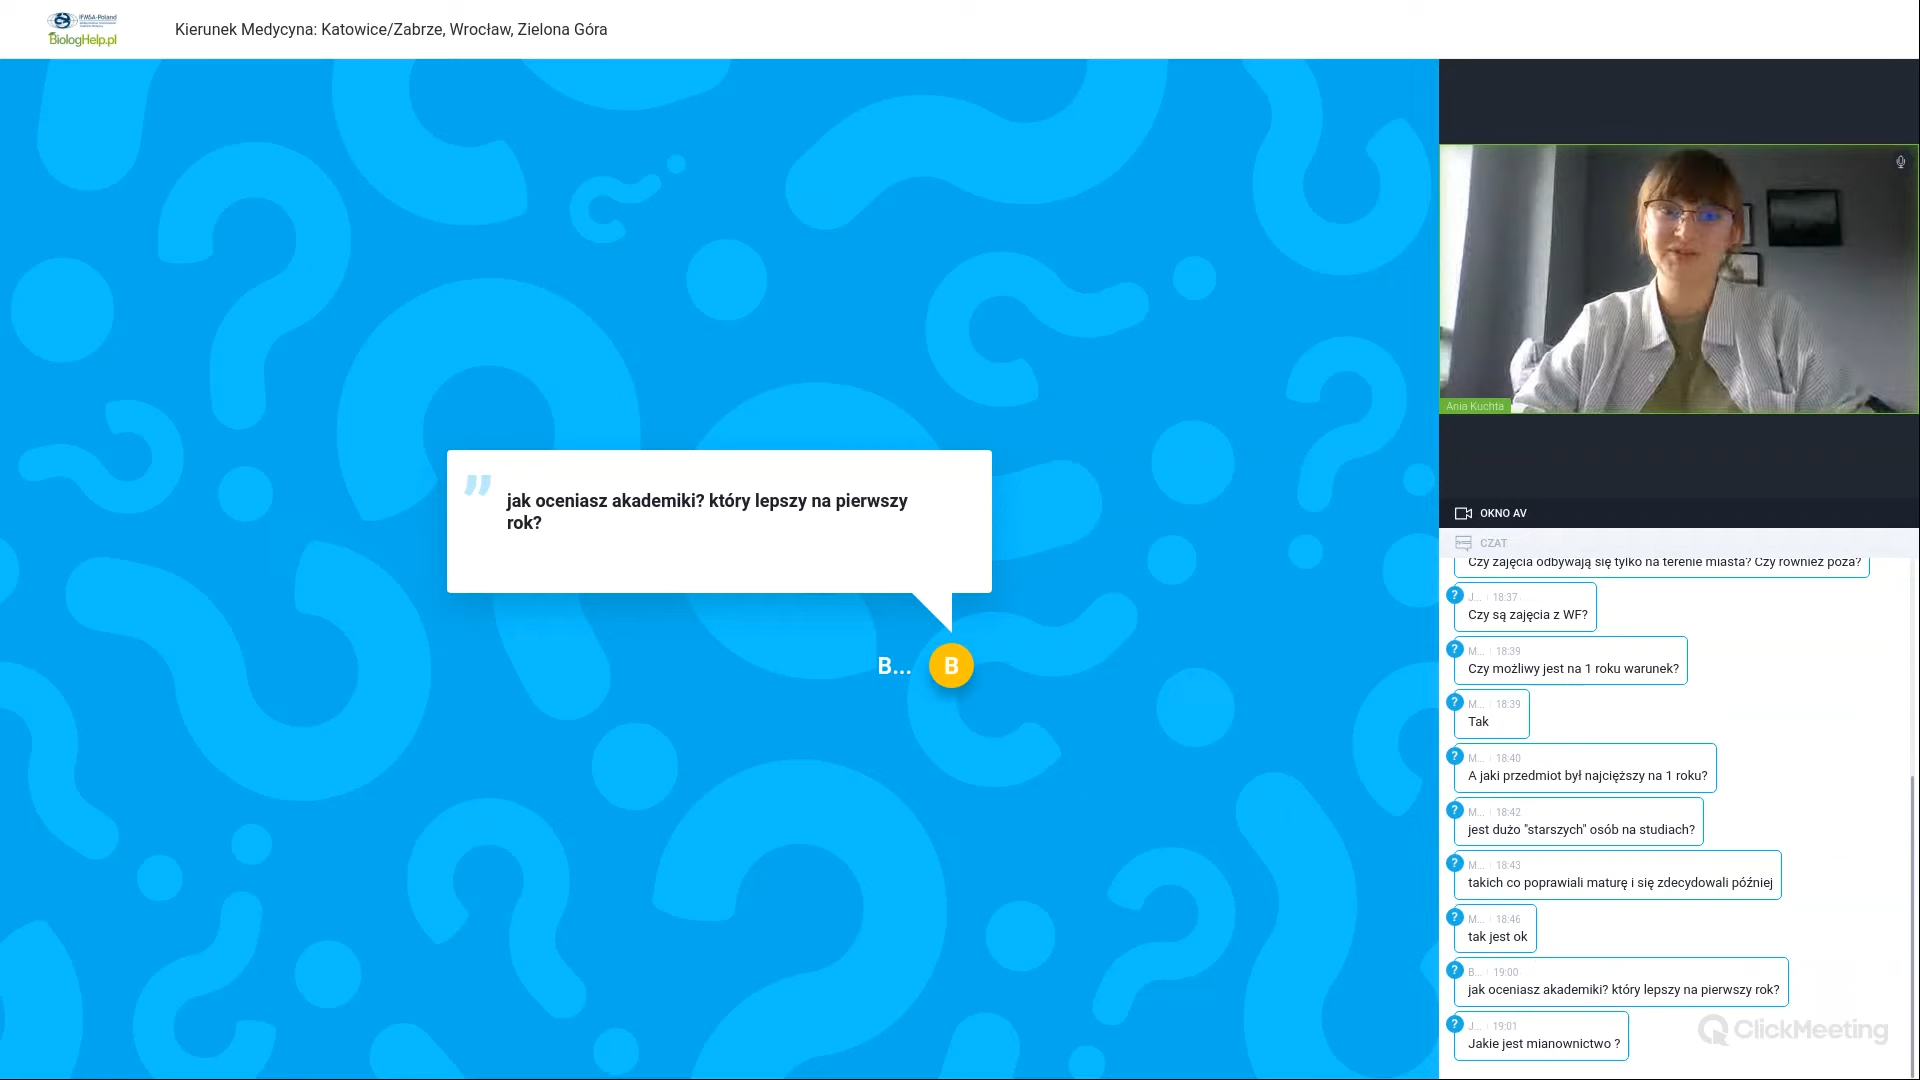 IFMSA-Poland
BiologHelp.pl
Kierunek Medycyna: Katowice/Zabrze, Wrocław, Zielona Góra
jak oceniasz akademiki? który lepszy na pierwszy
rok?
B...
B
Ania Kuchta
OKNO AV
CZAT
Czy zajęcia odbywają się tylko na terenie miasta? Czy również poza?
? J... 18:37
Czy są zajęcia z WF?
? M... 18:39
Czy możliwy jest na 1 roku warunek?
? M... 18:39
Tak
? M... 18:40
A jaki przedmiot był najcięższy na 1 roku?
? M... 18:42
jest dużo "starszych" osób na studiach?
? M... 18:43
takich co poprawiali maturę i się zdecydowali później
? M... 18:46
tak jest ok
? B... 19:00
jak oceniasz akademiki? który lepszy na pierwszy rok?
? J... 19:01
Jakie jest mianownictwo ?
ClickMeeting